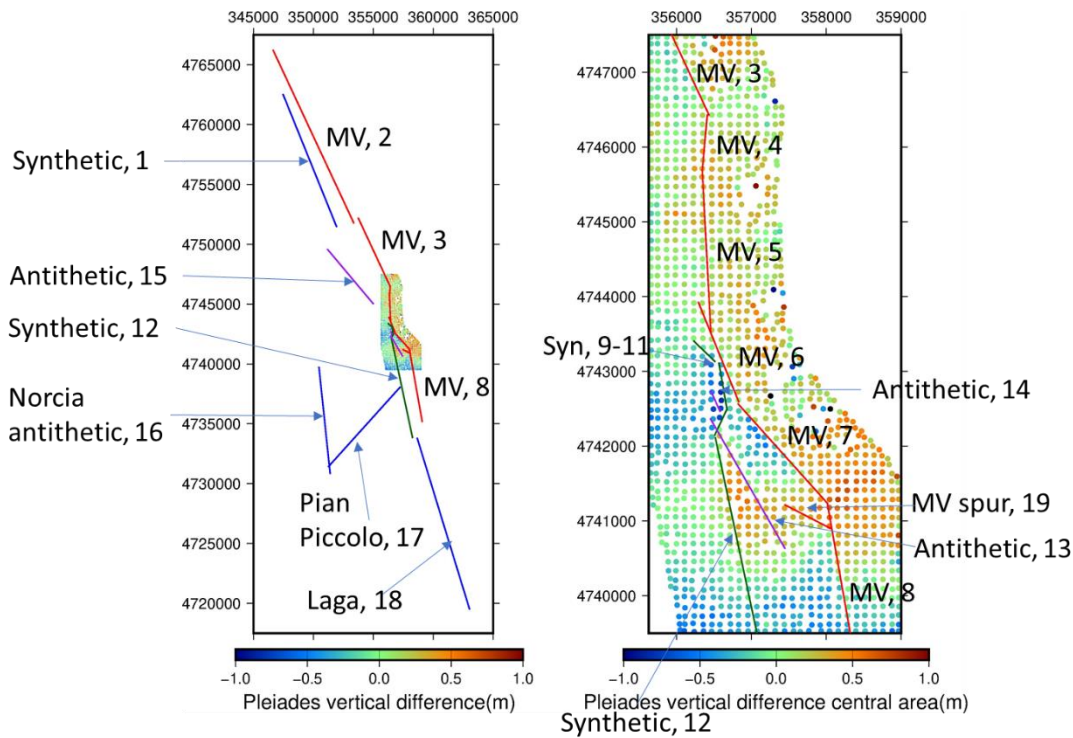 345000 350000 355000 360000 365000
4765000
4760000
4755000
4750000
4745000
4740000
4735000
4730000
4725000
4720000
MV, 2
Synthetic, 1
MV, 3
Antithetic, 15
Synthetic, 12
MV, 8
Norcia
antithetic, 16
Pian
Piccolo, 17
Laga, 18
−1.0 −0.5 0.0 0.5 1.0
Pleiades vertical difference(m)
356000 357000 358000 359000
4747000
4746000
4745000
4744000
4743000
4742000
4741000
4740000
MV, 3
MV, 4
MV, 5
Syn, 9-11
MV, 6
Antithetic, 14
MV, 7
MV spur, 19
Antithetic, 13
MV, 8
−1.0 −0.5 0.0 0.5 1.0
Pleiades vertical difference central area(m)
Synthetic, 12